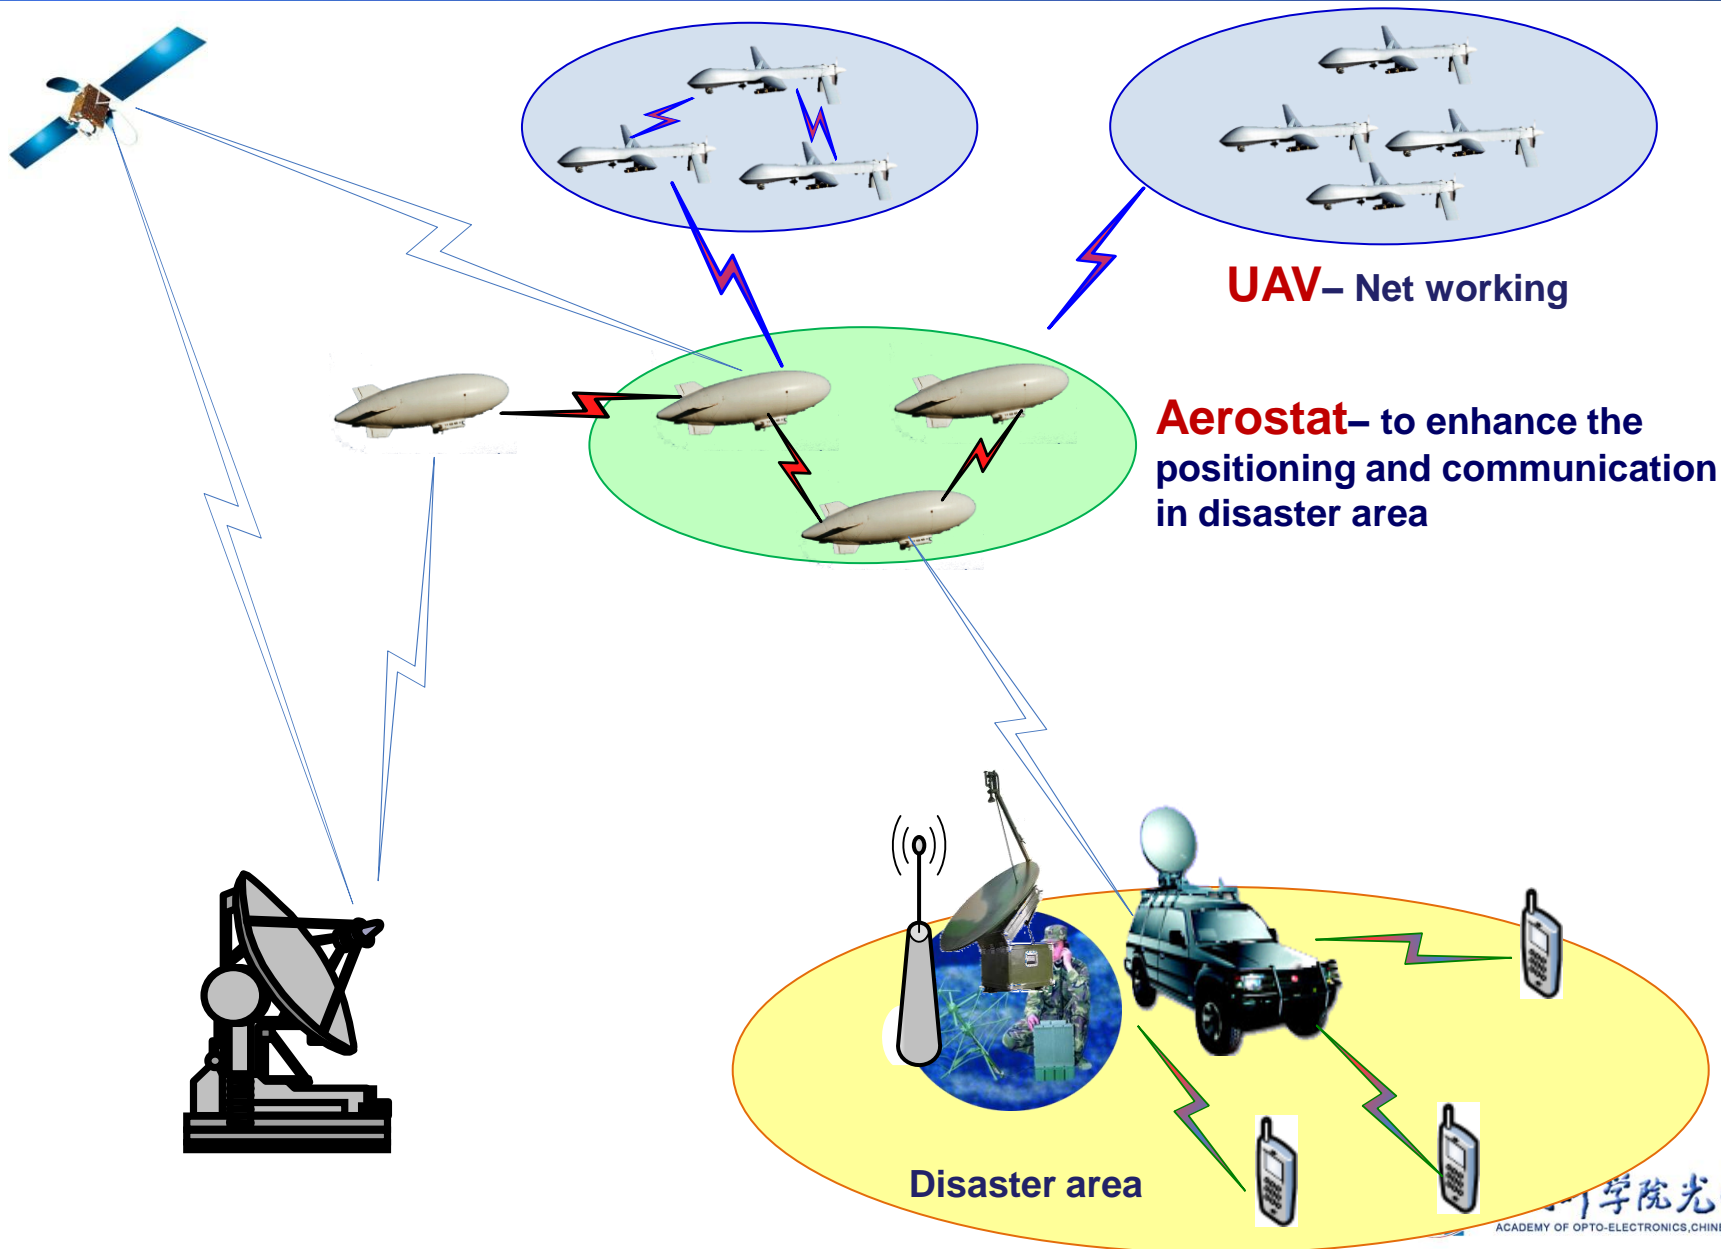 UAV– Net working
Aerostat– to enhance the
positioning and communication
in disaster area
Disaster area
学院光
ACADEMY OF OPTO-ELECTRONICS,CHINE